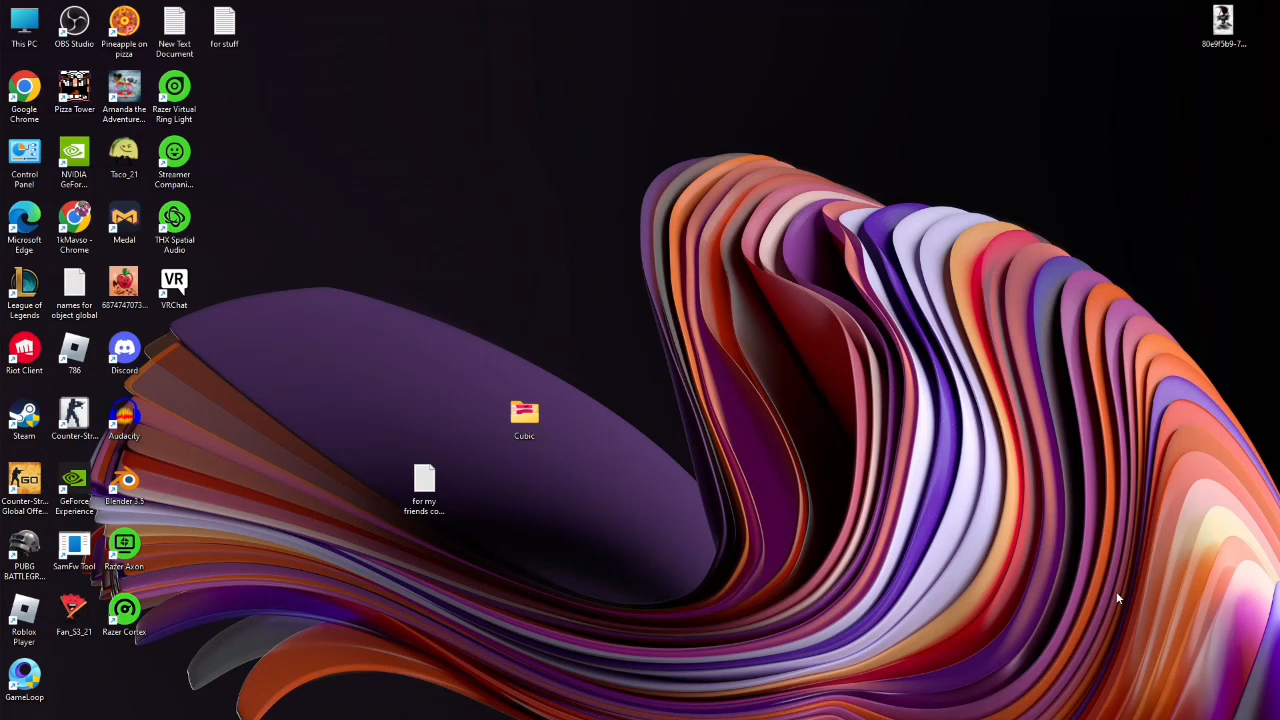 This PC
OBS Studio
Pineapple on
pizza
New Text
Document
for stuff
80e9f5b9-7...
Google
Chrome
Pizza Tower
Amanda the
Adventure...
Razer Virtual
Ring Light
Control
Panel
NVIDIA
GeFor...
Taco_21
Streamer
Compani...
Microsoft
Edge
1kMavso -
Chrome
Medal
THX Spatial
Audio
League of
Legends
names for
object global
6874747073...
VR
VRChat
Riot Client
786
Discord
Steam
Counter-Str...
Audacity
Cubic
GO
Counter-Str...
Global Offe...
GeForce
Experience
Blender 3.5
for my
friends co...
PUBG
BATTLEGR...
SamFw Tool
Razer Axon
Roblox
Player
Fan_S3_21
Razer Cortex
GameLoop